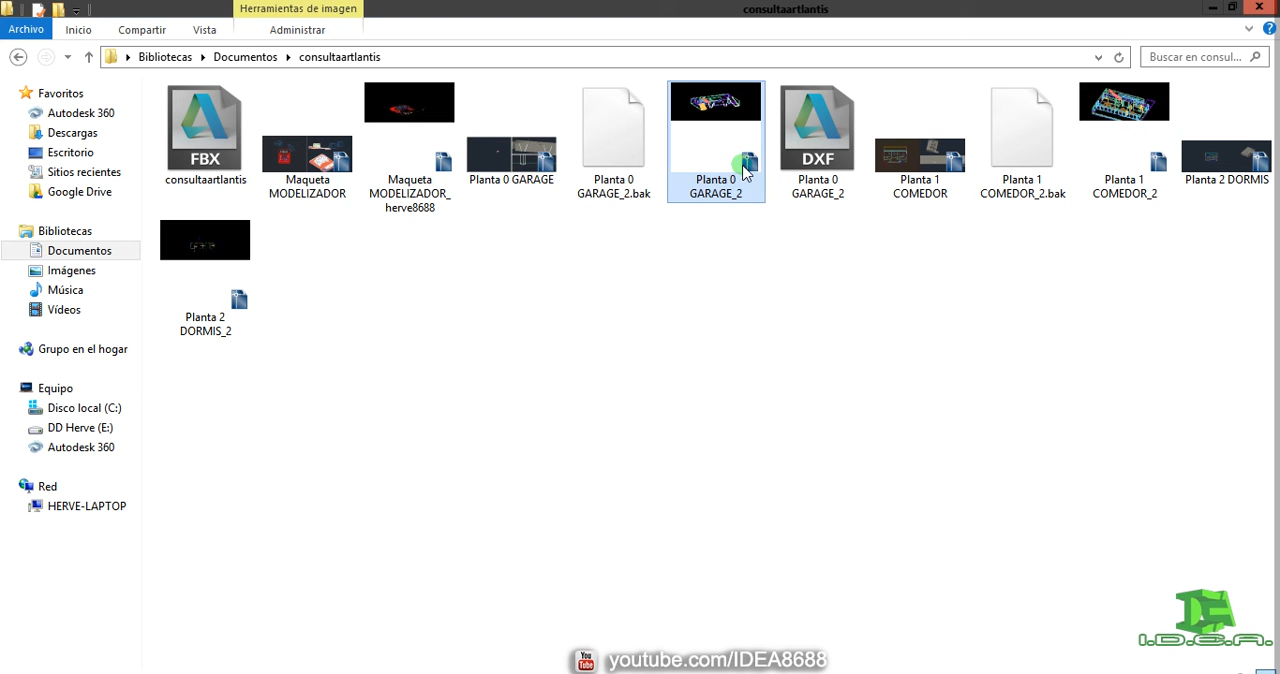 Herramientas de imagen
consultaartlantis
Archivo
Inicio
Compartir
Vista
Administrar
Bibliotecas
Documentos
consultaartlantis
Buscar en consul...
Favoritos
Autodesk 360
Descargas
Escritorio
Sitios recientes
Google Drive
Bibliotecas
Documentos
Imágenes
Música
Vídeos
Grupo en el hogar
Equipo
Disco local (C:)
DD Herve (E:)
Autodesk 360
Red
HERVE-LAPTOP
FBX
consultaartlantis
Maqueta
MODELIZADOR
Maqueta
MODELIZADOR_
herve8688
Planta 0 GARAGE
Planta 0
GARAGE_2.bak
Planta 0
GARAGE_2
DXF
Planta 0
GARAGE_2
Planta 1
COMEDOR
Planta 1
COMEDOR_2.bak
Planta 1
COMEDOR_2
Planta 2 DORMIS
Planta 2
DORMIS_2
I.D.E.A.
You
Tube
youtube.com/IDEA8688